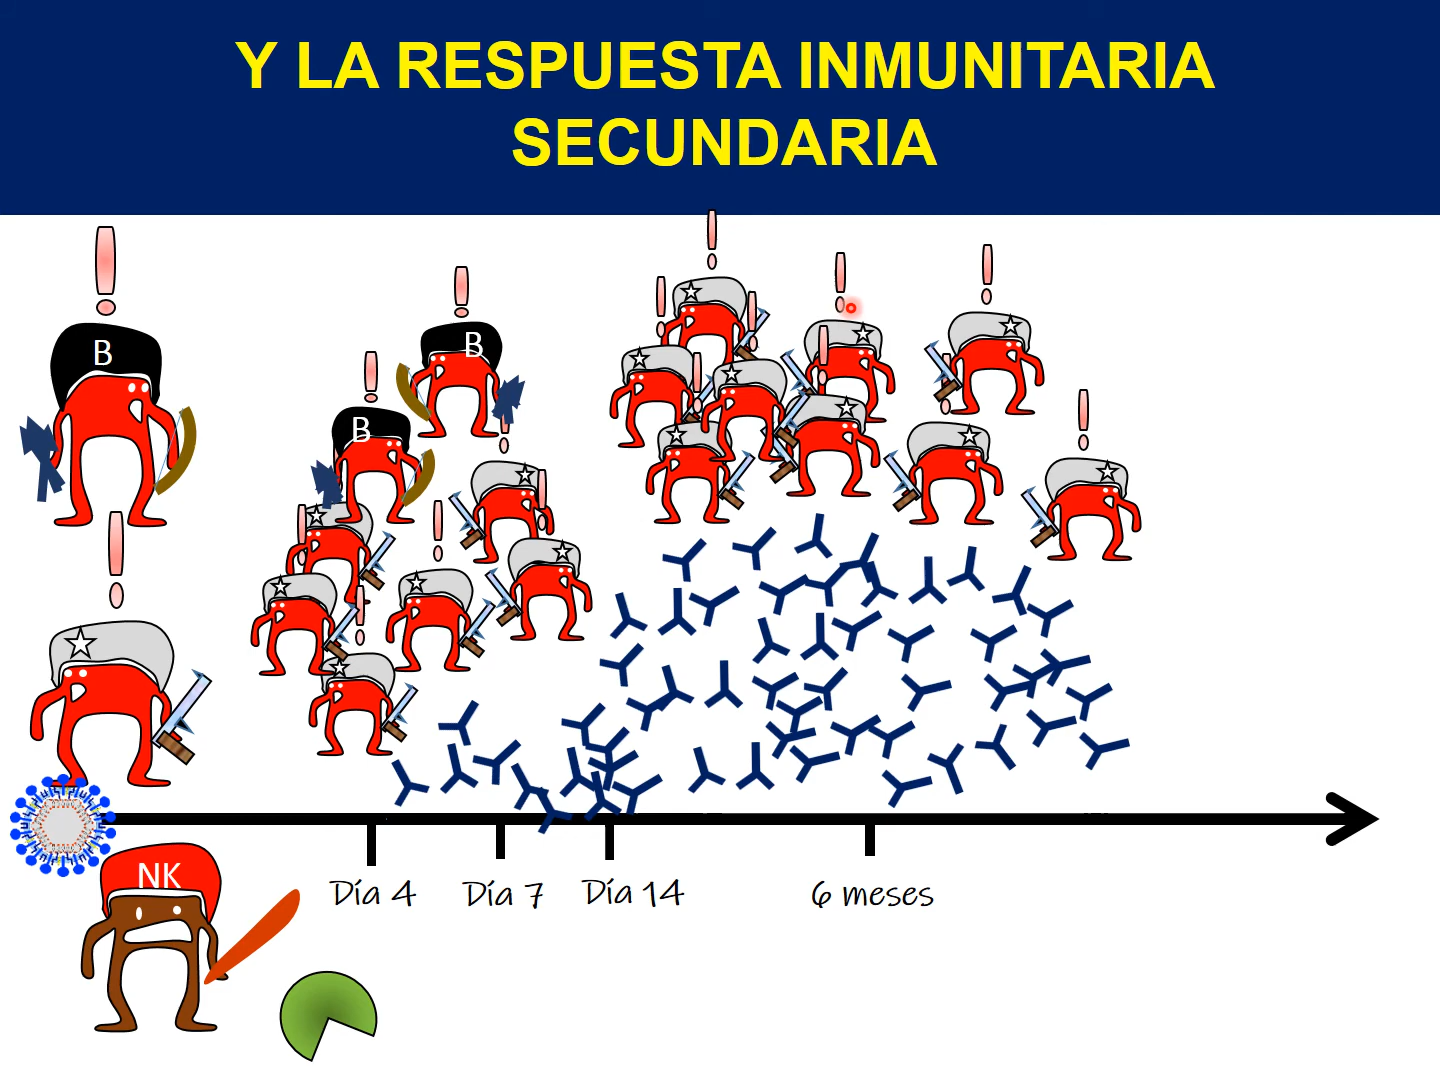 Y LA RESPUESTA INMUNITARIA
SECUNDARIA
B
B
B
NK
Día 4
Día 7
Día 14
6 meses